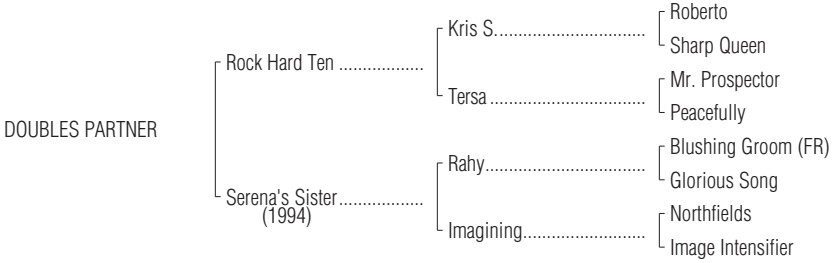 Roberto
Kris S.................................
Sharp Queen
Rock Hard Ten ..................
Mr. Prospector
Tersa .................................
Peacefully
DOUBLES PARTNER
Blushing Groom (FR)
Rahy..................................
Glorious Song
Serena's Sister..................
(1994)
Northfields
Imagining..........................
Image Intensifier